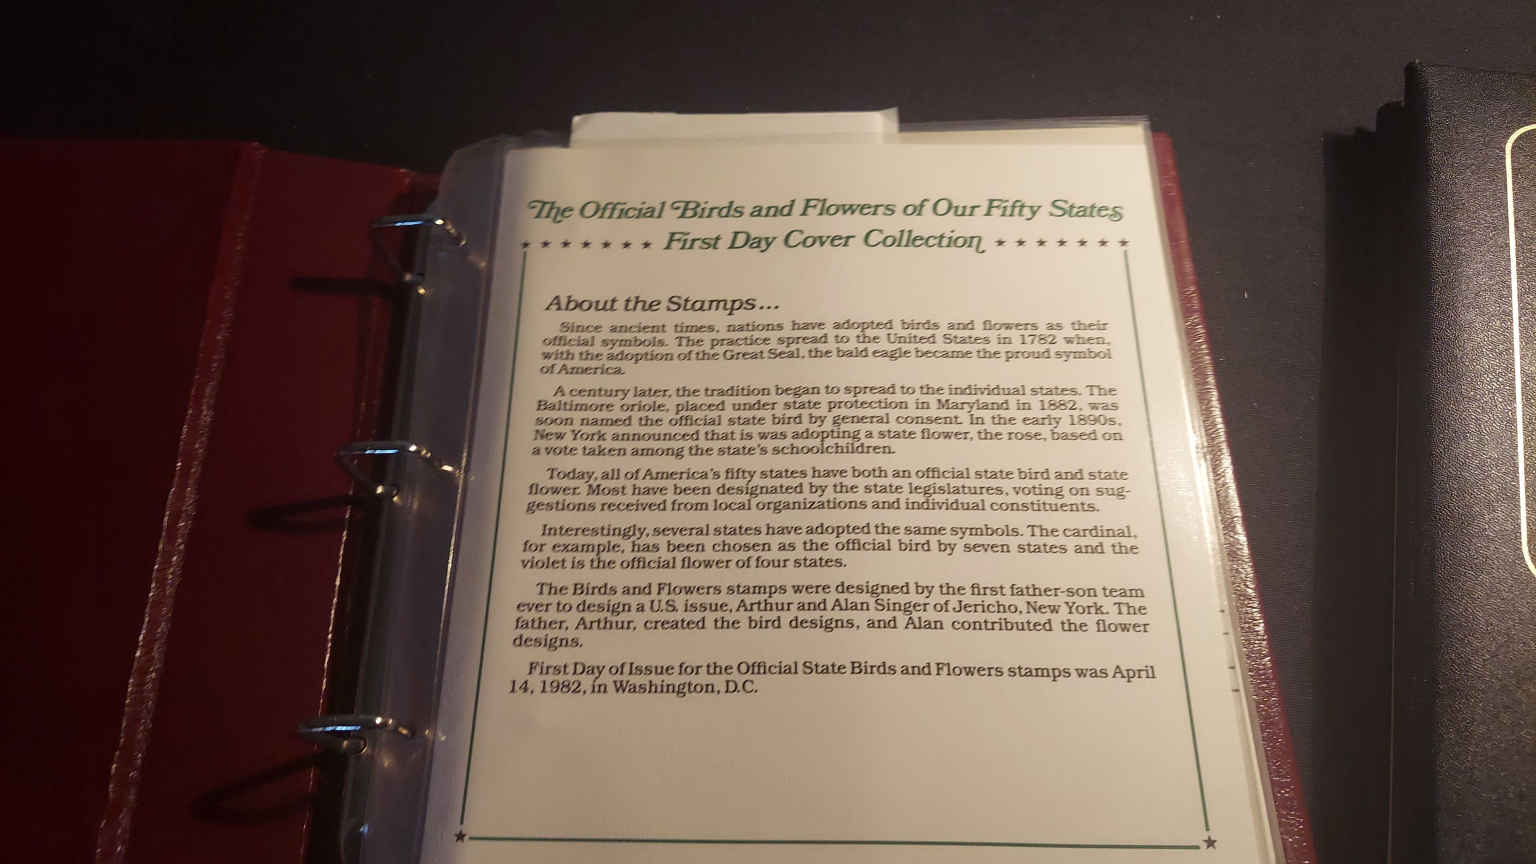 The Official Birds and Flowers of Our Fifty States
First Day Cover Collection
About the Stamps...
Since ancient times, nations have adopted birds and flowers as their
official symbols. The practice spread to the United States in 1782 when,
with the adoption of the Great Seal, the bald eagle became the proud symbol
of America.
A century later, the tradition began to spread to the individual states. The
Baltimore oriole, placed under state protection in Maryland in 1882, was
soon named the official state bird by general consent. In the early 1890s,
New York announced that is was adopting a state flower, the rose, based on
a vote taken among the state's schoolchildren.
Today, all of America's fifty states have both an official state bird and state
flower. Most have been designated by the state legislatures, voting on sug-
gestions received from local organizations and individual constituents.
Interestingly, several states have adopted the same symbols. The cardinal,
for example, has been chosen as the official bird by seven states and the
violet is the official flower of four states.
The Birds and Flowers stamps were designed by the first father-son team
ever to design a U.S. issue, Arthur and Alan Singer of Jericho, New York. The
father, Arthur, created the bird designs, and Alan contributed the flower
designs.
First Day of Issue for the Official State Birds and Flowers stamps was April
14, 1982, in Washington, D.C.